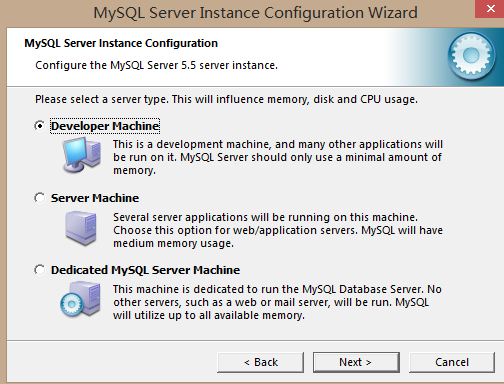 MySQL Server Instance Configuration Wizard
MySQL Server Instance Configuration
Configure the MySQL Server 5.5 server instance.
Please select a server type. This will influence memory, disk and CPU usage.
Developer Machine
This is a development machine, and many other applications will
be run on it. MySQL Server should only use a minimal amount of
memory.
Server Machine
Several server applications will be running on this machine.
Choose this option for web/application servers. MySQL will have
medium memory usage.
Dedicated MySQL Server Machine
This machine is dedicated to run the MySQL Database Server. No
other servers, such as a web or mail server, will be run. MySQL
will utilize up to all available memory.
< Back Next > Cancel